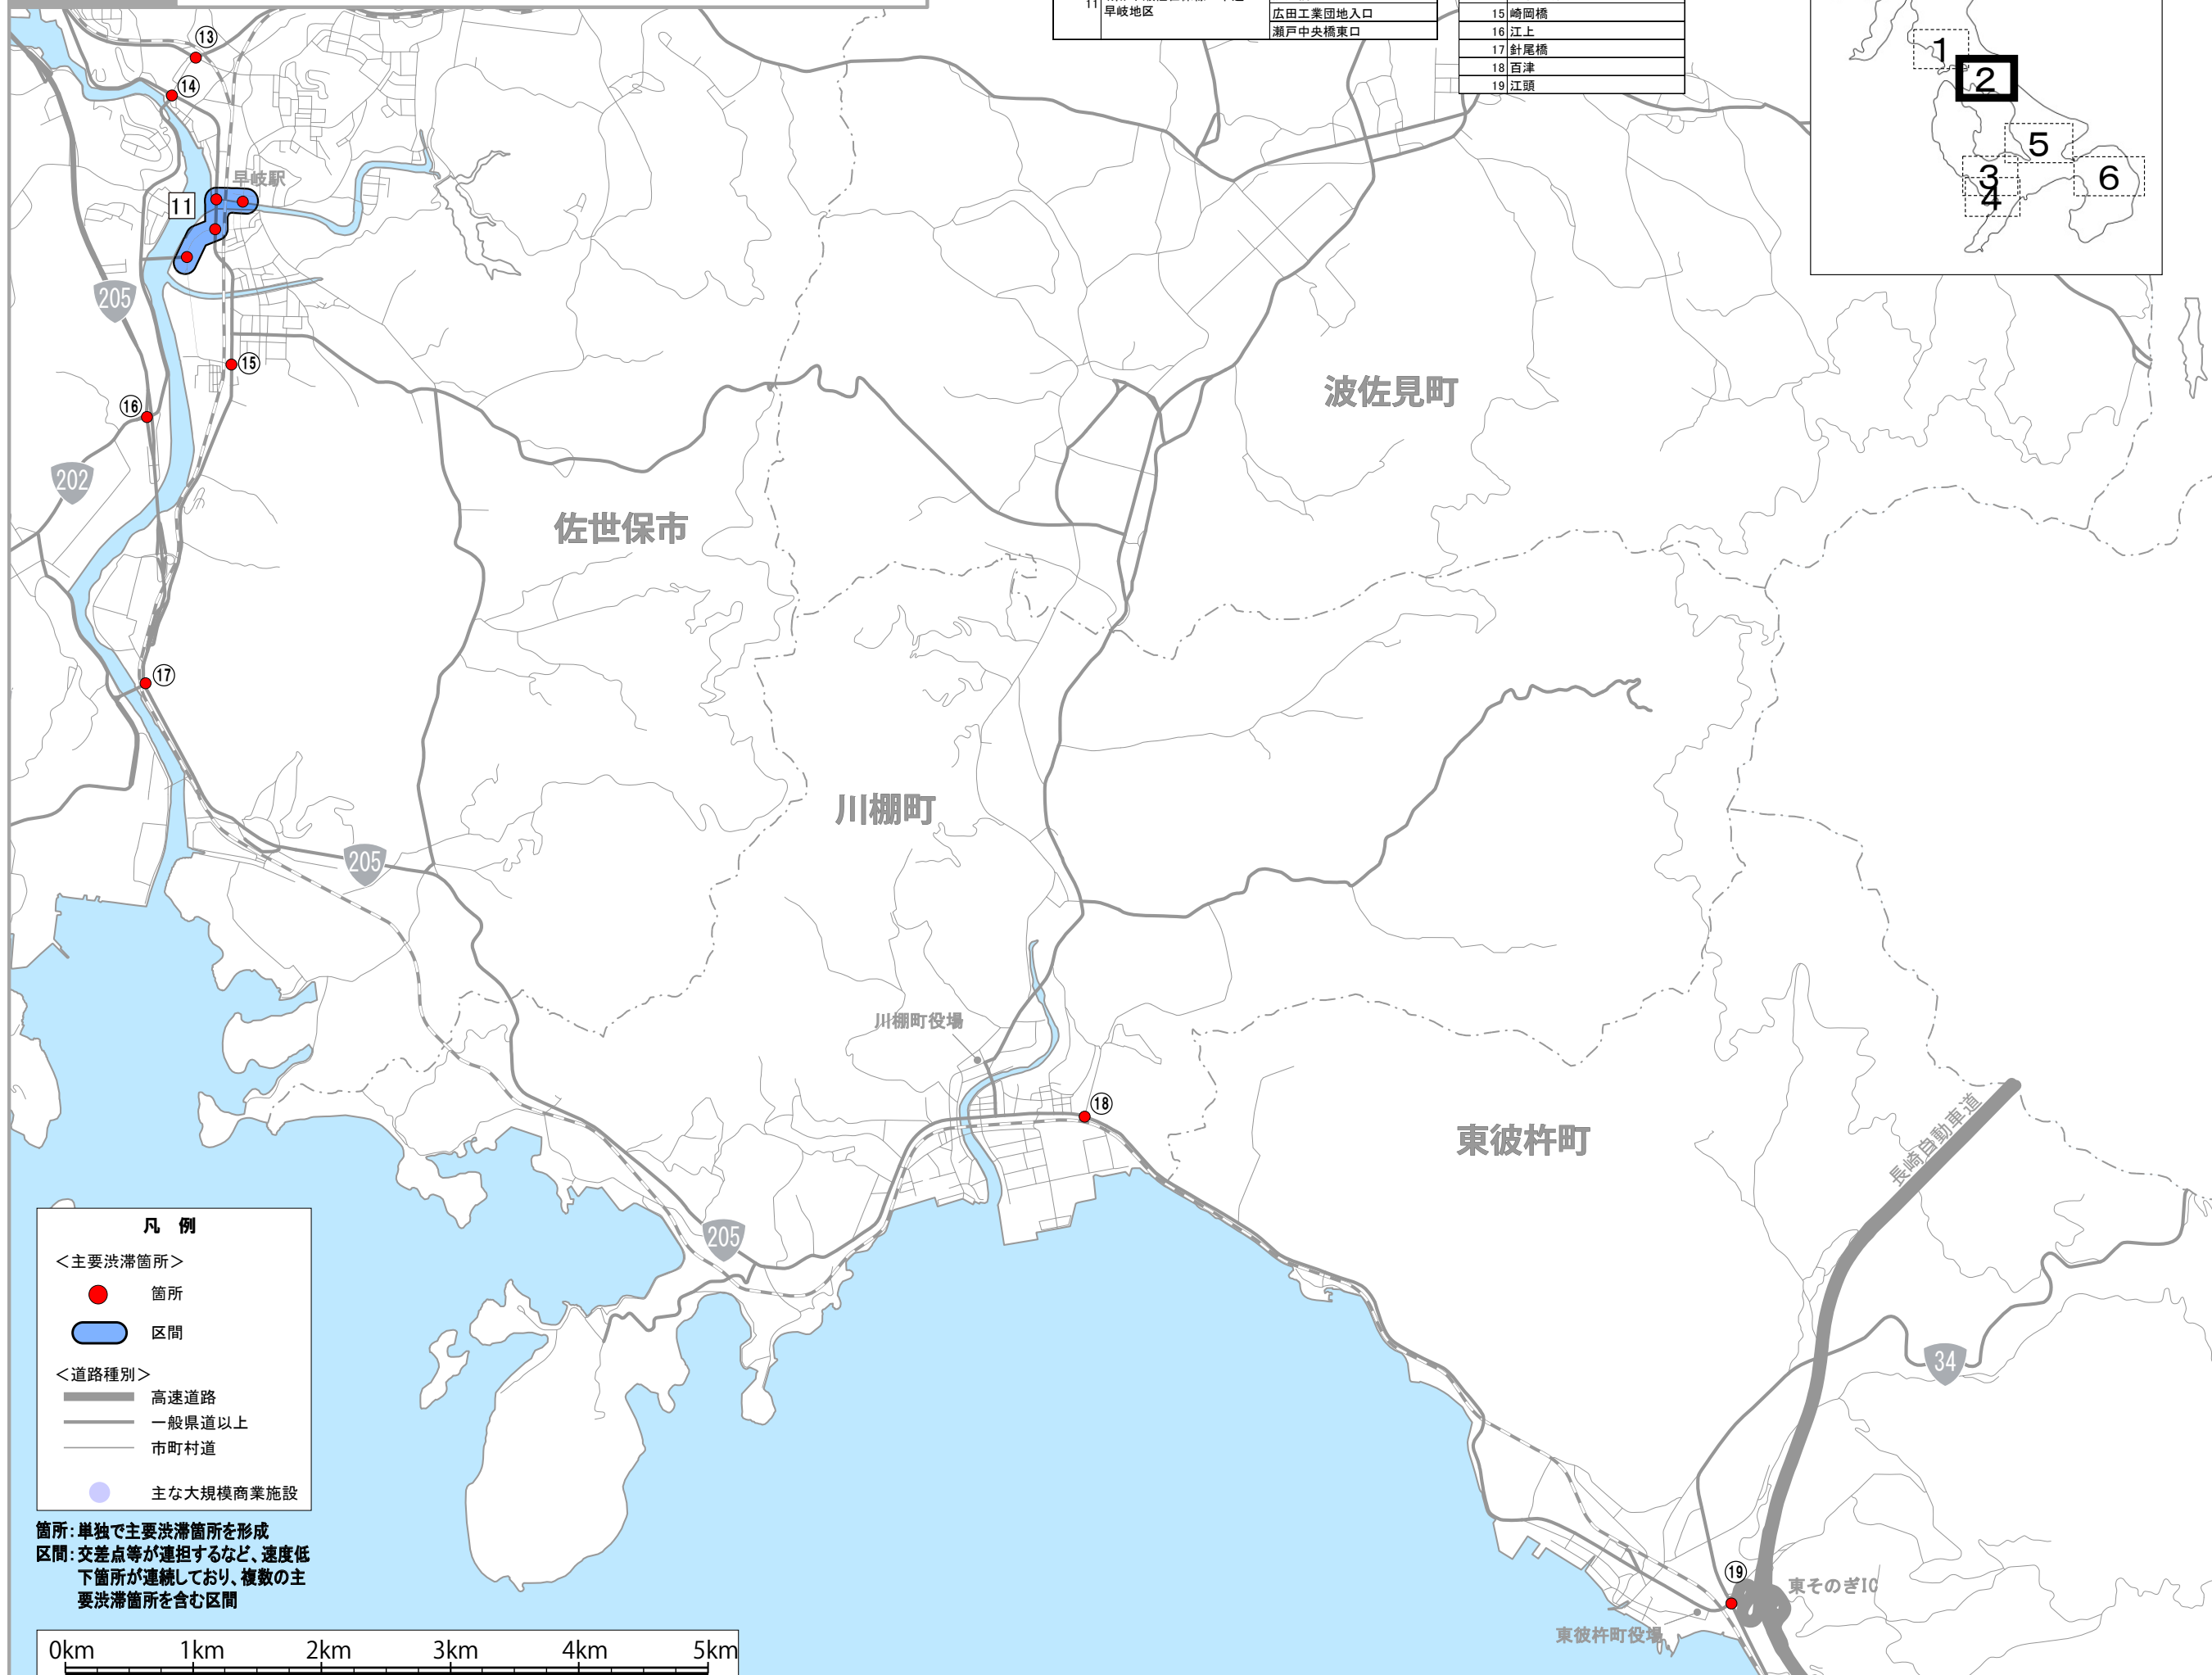 11
早岐地区
広田工業団地入口
瀬戸中央橋東口
15 崎岡橋
16 江上
17 針尾橋
18 百津
19 江頭
1
2
5
3
4
6
⑬
⑭
早岐駅
11
205
⑮
⑯
202
波佐見町
佐世保市
⑰
川棚町
205
川棚町役場
⑱
東彼杵町
長崎自動車道
205
34
⑲
東そのぎIC
東彼杵町役場
凡 例
＜主要渋滞箇所＞
箇所
区間
＜道路種別＞
高速道路
一般県道以上
市町村道
主な大規模商業施設
箇所：単独で主要渋滞箇所を形成
区間：交差点等が連担するなど、速度低
下箇所が連続しており、複数の主
要渋滞箇所を含む区間
0km 1km 2km 3km 4km 5km